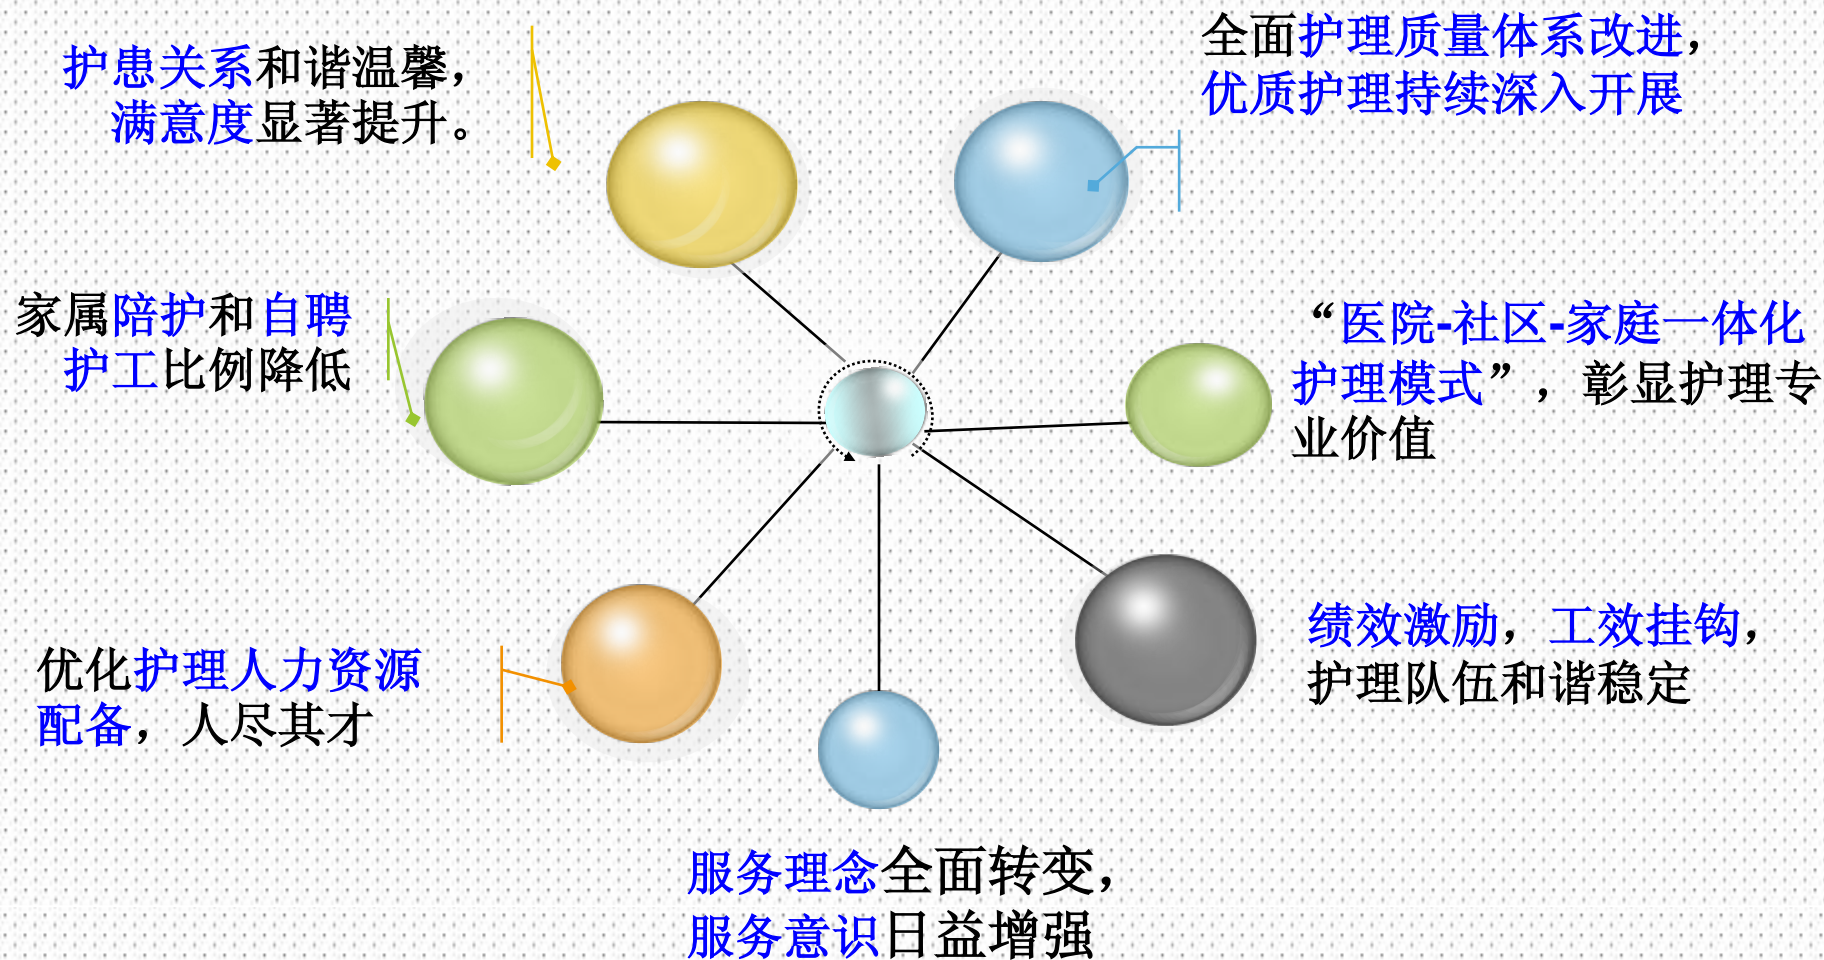 护患关系和谐温馨，
满意度显著提升。
全面护理质量体系改进，
优质护理持续深入开展
家属陪护和自聘
护工比例降低
“医院-社区-家庭一体化
护理模式”，彰显护理专
业价值
优化护理人力资源
配备，人尽其才
绩效激励，工效挂钩，
护理队伍和谐稳定
服务理念全面转变，
服务意识日益增强